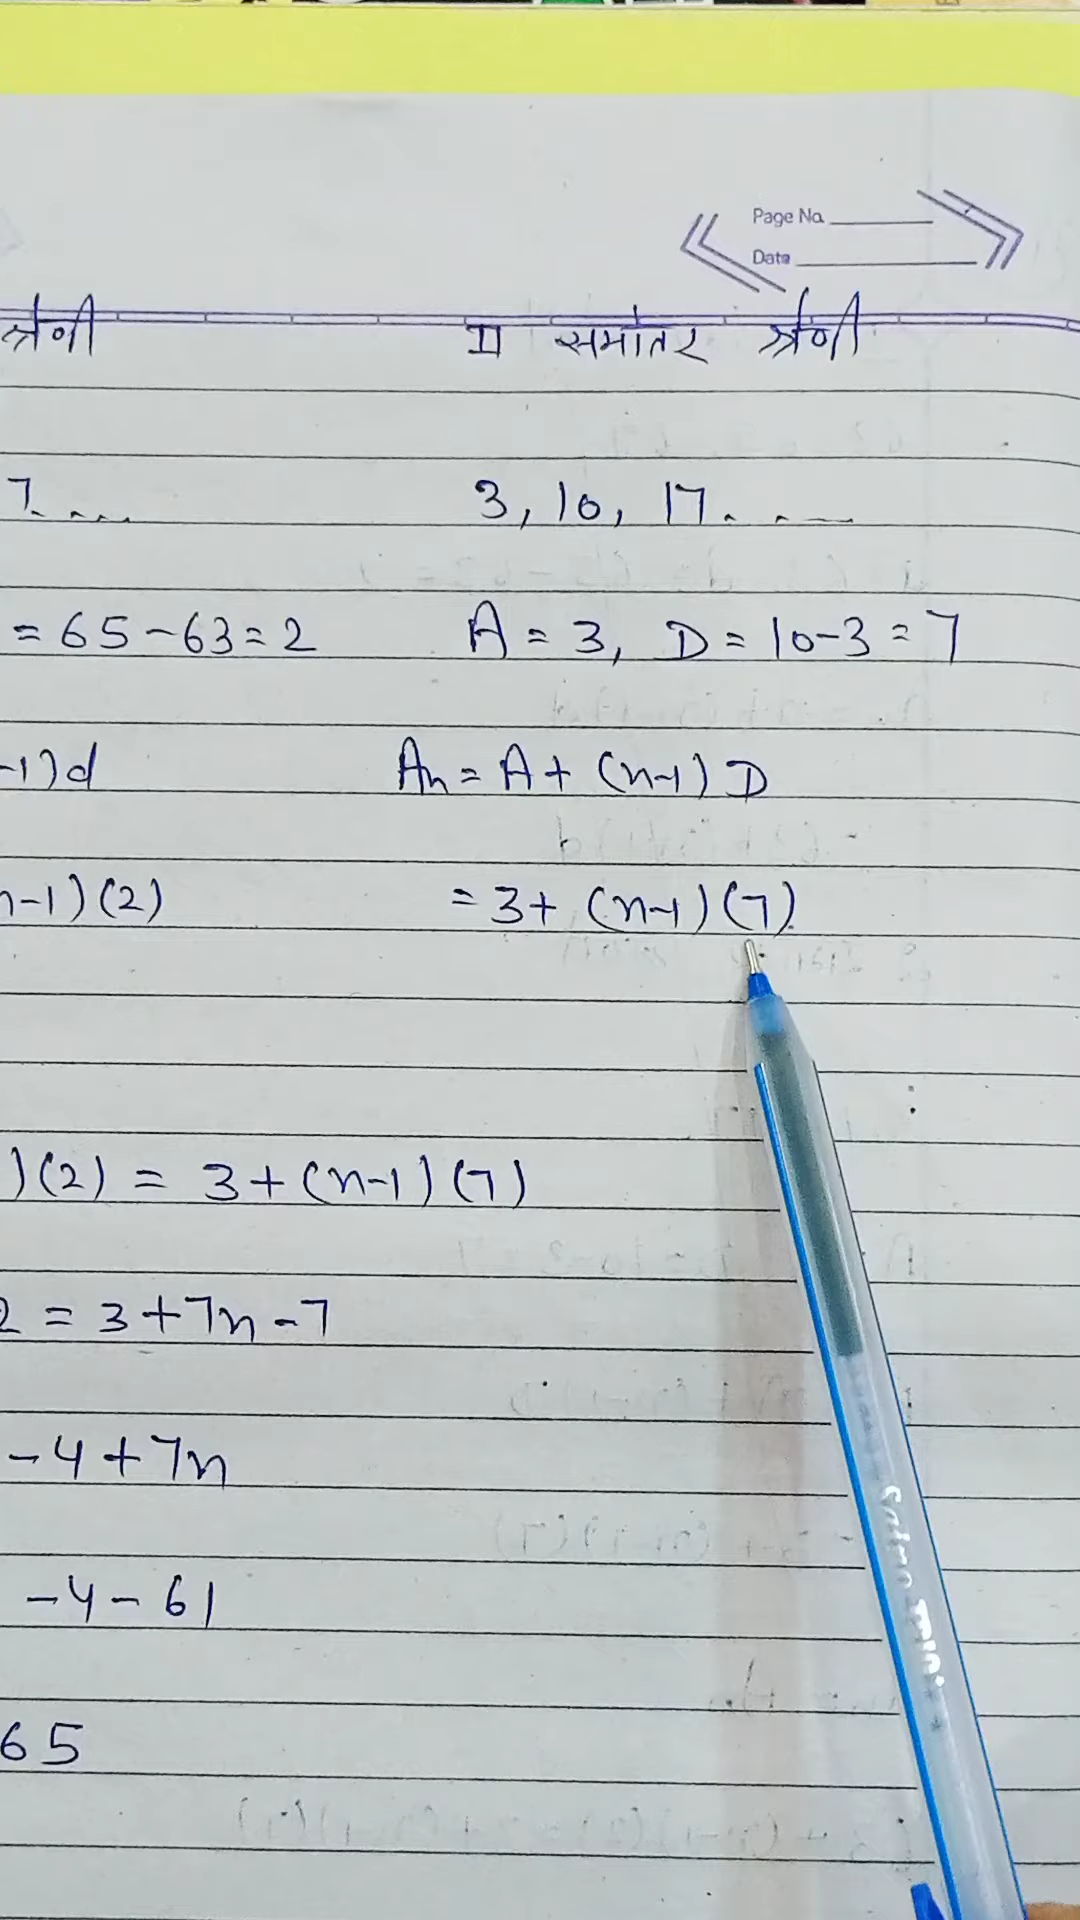 Page No.
Date
श्रेणी II समांतर श्रेणी
7.... 3, 10, 17.....
= 65-63=2 A = 3, D = 10-3 = 7
-1)d An = A + (n-1) D
n-1)(2) = 3+ (n-1)(7)
)(2) = 3+(n-1)(7)
2 = 3+7n-7
-4+7n
-4-61
65